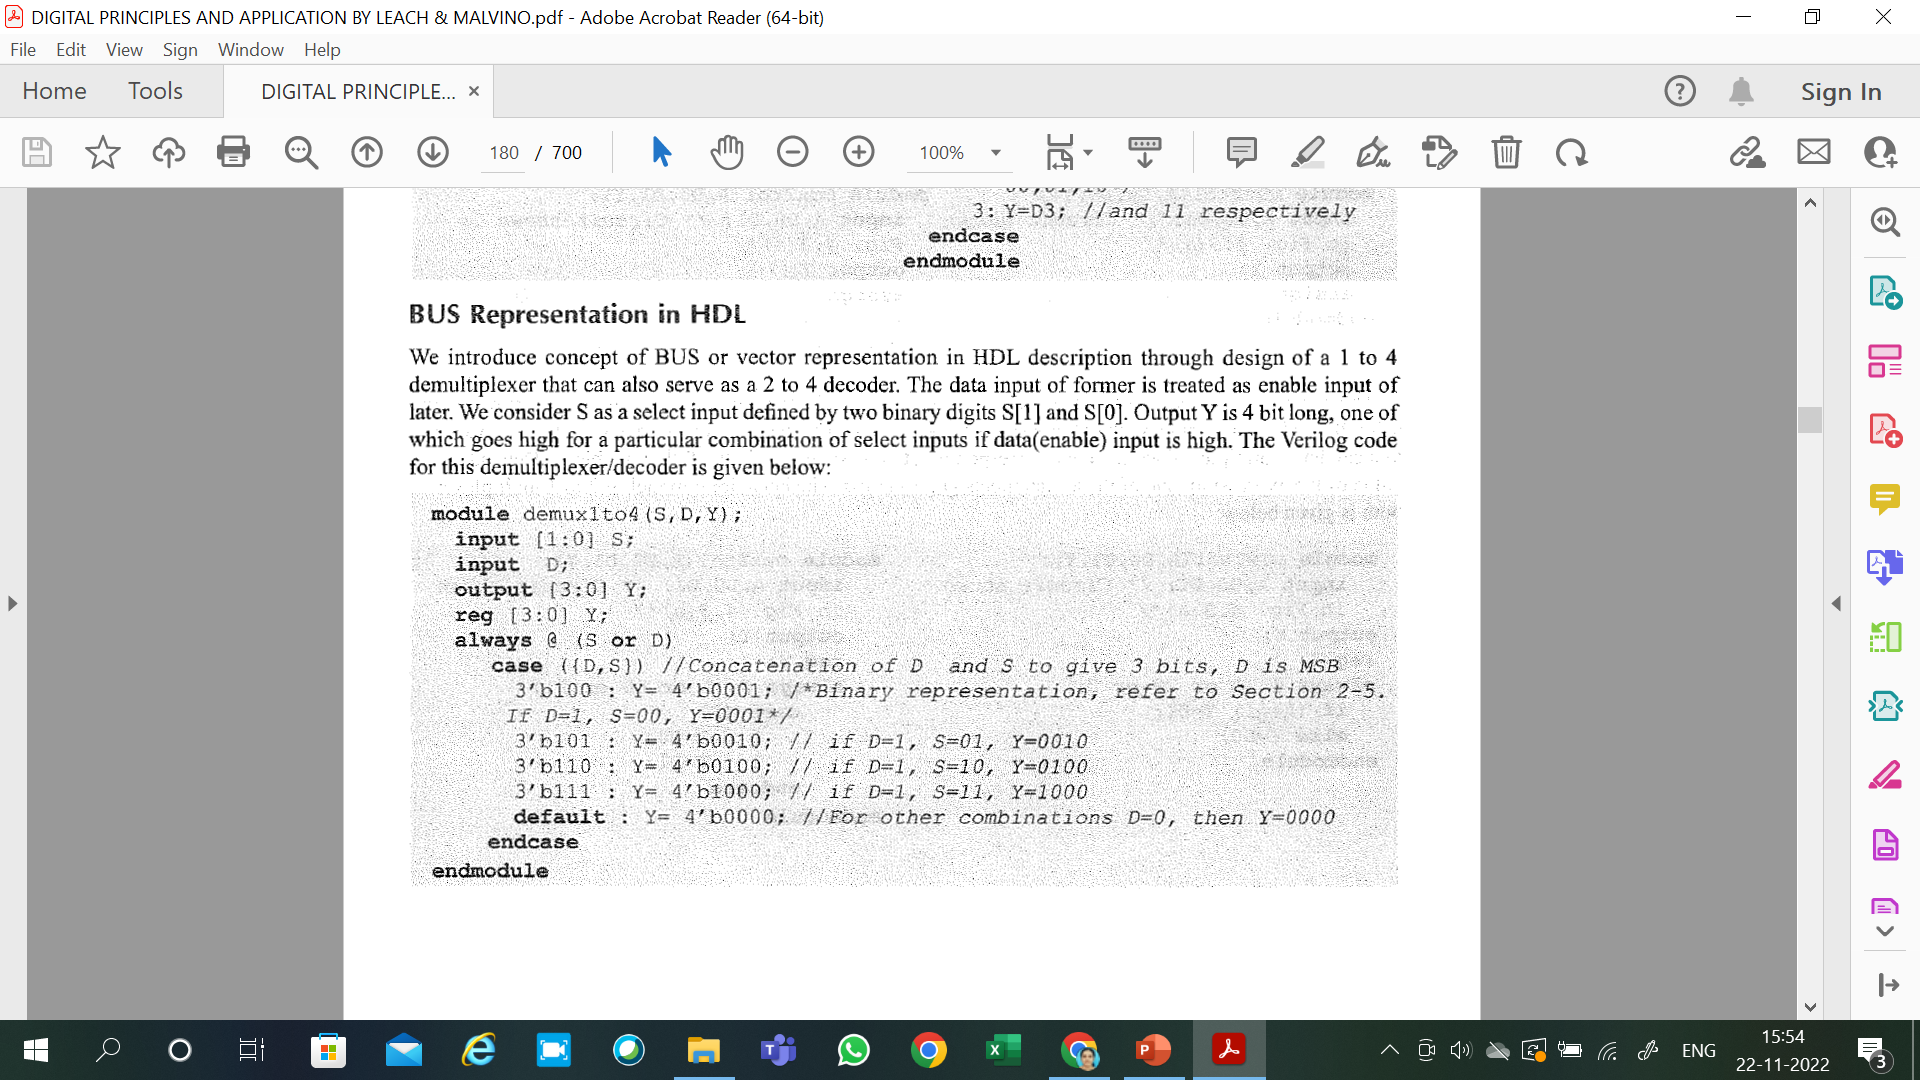 DIGITAL PRINCIPLES AND APPLICATION BY LEACH & MALVINO.pdf - Adobe Acrobat Reader (64-bit)
File Edit View Sign Window Help
Home Tools DIGITAL PRINCIPLE... × Sign In
180 / 700 100%
3: Y=D3; //and 11 respectively
endcase
endmodule
BUS Representation in HDL
We introduce concept of BUS or vector representation in HDL description through design of a 1 to 4
demultiplexer that can also serve as a 2 to 4 decoder. The data input of former is treated as enable input of
later. We consider S as a select input defined by two binary digits S[1] and S[0]. Output Y is 4 bit long, one of
which goes high for a particular combination of select inputs if data(enable) input is high. The Verilog code
for this demultiplexer/decoder is given below:
module demux1to4(S,D,Y);
input [1:0] S;
input D;
output [3:0] Y;
reg [3:0] Y;
always @ (S or D)
case ({D,S}) //Concatenation of D and S to give 3 bits, D is MSB
3'b100 : Y= 4'b0001; /*Binary representation, refer to Section 2-5.
If D=1, S=00, Y=0001*/
3'b101 : Y= 4'b0010; // if D=1, S=01, Y=0010
3'b110 : Y= 4'b0100; // if D=1, S=10, Y=0100
3'b111 : Y= 4'b1000; // if D=1, S=11, Y=1000
default : Y= 4'b0000; //For other combinations D=0, then Y=0000
endcase
endmodule
ENG
15:54
22-11-2022
3